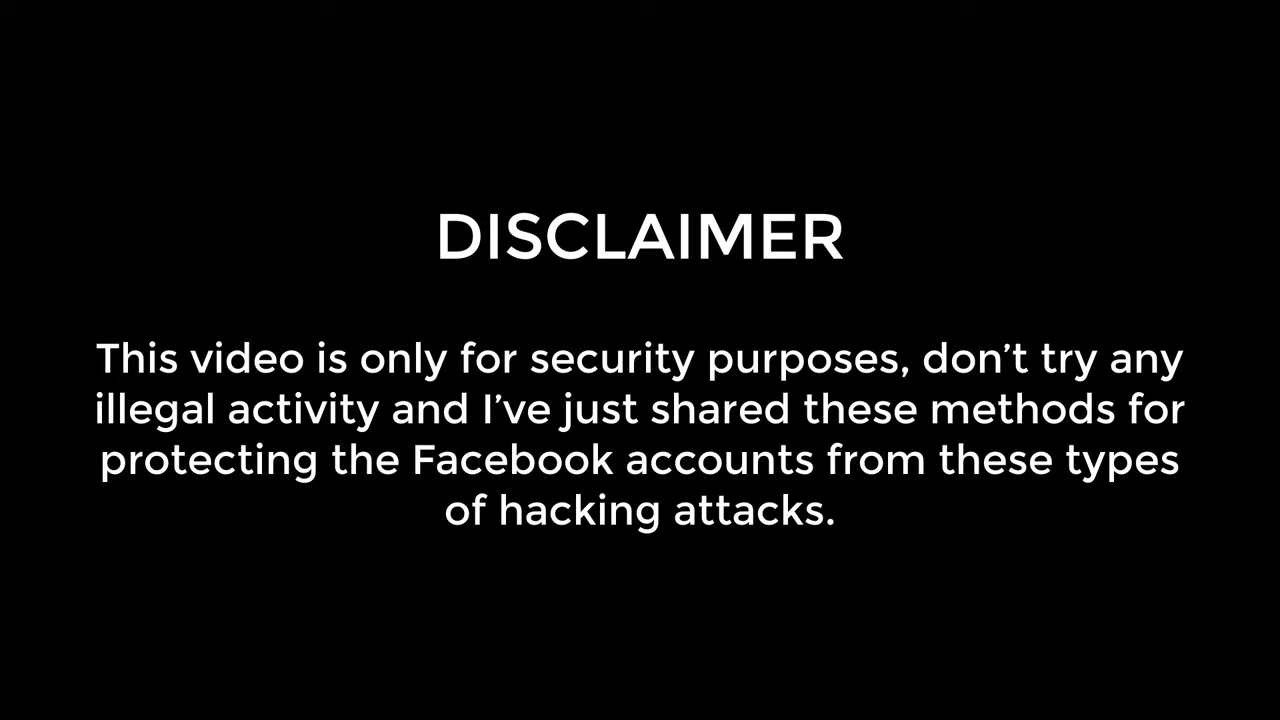 DISCLAIMER
This video is only for security purposes, don’t try any
illegal activity and I’ve just shared these methods for
protecting the Facebook accounts from these types
of hacking attacks.